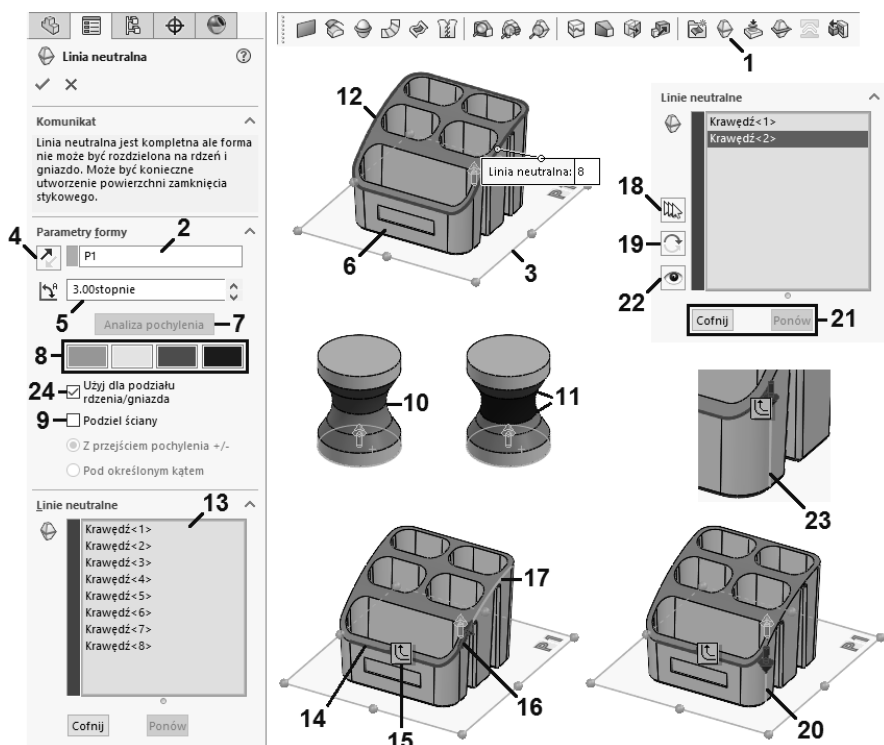 Linia neutralna
Komunikat
Linia neutralna jest kompletna ale forma
nie może być rozdzielona na rdzeń i
gniazdo. Może być konieczne
utworzenie powierzchni zamknięcia
stykowego.
Parametry formy
4
2
P1
3.00stopnie
5
Analiza pochylenia
7
8
24
Użyj dla podziału
rdzenia/gniazda
9
Podziel ściany
Z przejściem pochylenia +/-
Pod określonym kątem
Linie neutralne
13
Krawędź<1>
Krawędź<2>
Krawędź<3>
Krawędź<4>
Krawędź<5>
Krawędź<6>
Krawędź<7>
Krawędź<8>
Cofnij
Ponów
1
12
Linia neutralna: 8
6
3
10
11
14
15
16
17
P1
Linie neutralne
Krawędź<1>
Krawędź<2>
18
19
22
Cofnij
Ponów
21
23
P1
20